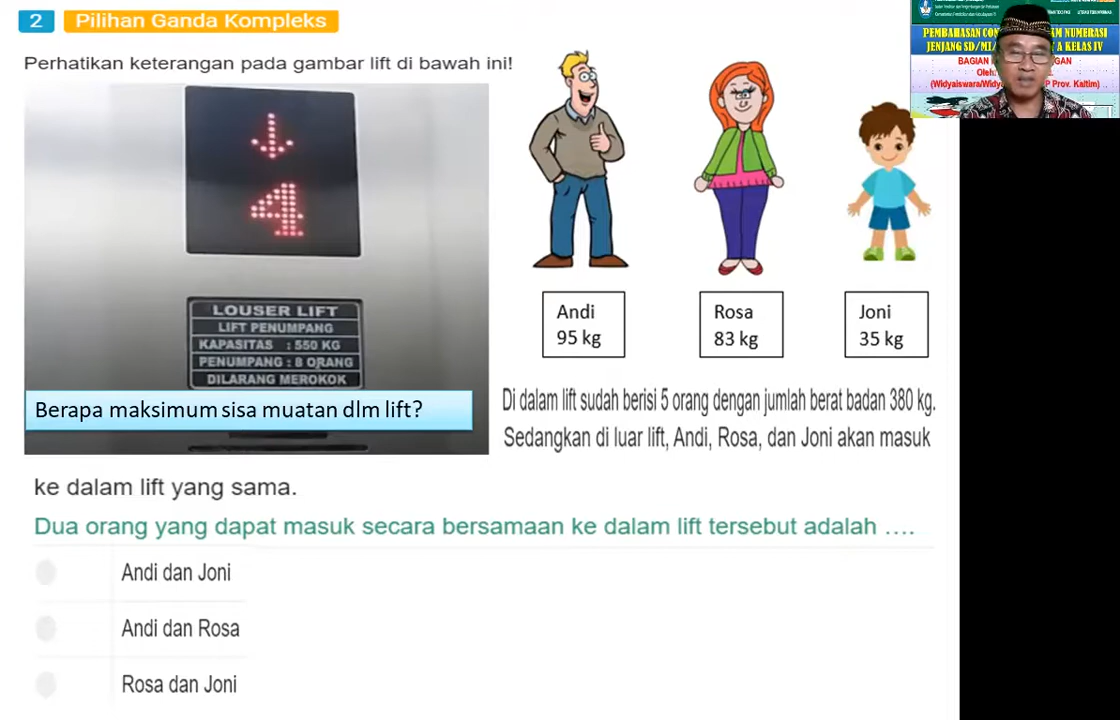 2 Pilihan Ganda Kompleks
Perhatikan keterangan pada gambar lift di bawah ini!
4
LOUSER LIFT
LIFT PENUMPANG
KAPASITAS : 550 KG
PENUMPANG : 8 ORANG
DILARANG MEROKOK
Berapa maksimum sisa muatan dlm lift?
Andi
95 kg
Rosa
83 kg
Joni
35 kg
Di dalam lift sudah berisi 5 orang dengan jumlah berat badan 380 kg.
Sedangkan di luar lift, Andi, Rosa, dan Joni akan masuk
ke dalam lift yang sama.
Dua orang yang dapat masuk secara bersamaan ke dalam lift tersebut adalah ....
Andi dan Joni
Andi dan Rosa
Rosa dan Joni
PEMBAHASAN NUMERASI
JENJANG SD/MI A KELAS IV
BAGIAN
Oleh:
(Widyaiswara/ Prov. Kaltim)